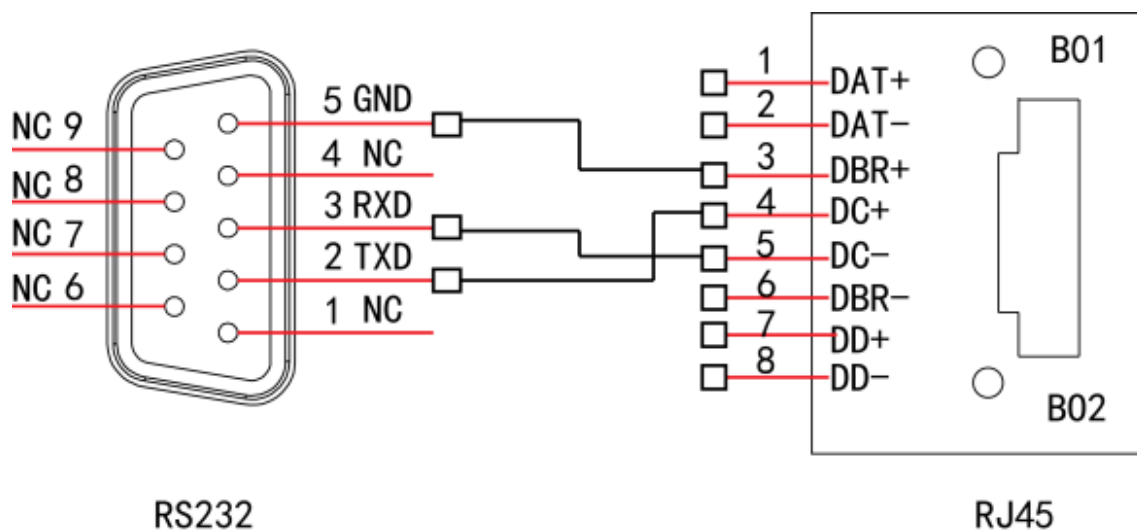 NC 9
NC 8
NC 7
NC 6
5 GND
4 NC
3 RXD
2 TXD
1 NC
1 DAT+
2 DAT-
3 DBR+
4 DC+
5 DC-
6 DBR-
7 DD+
8 DD-
B01
B02
RS232
RJ45